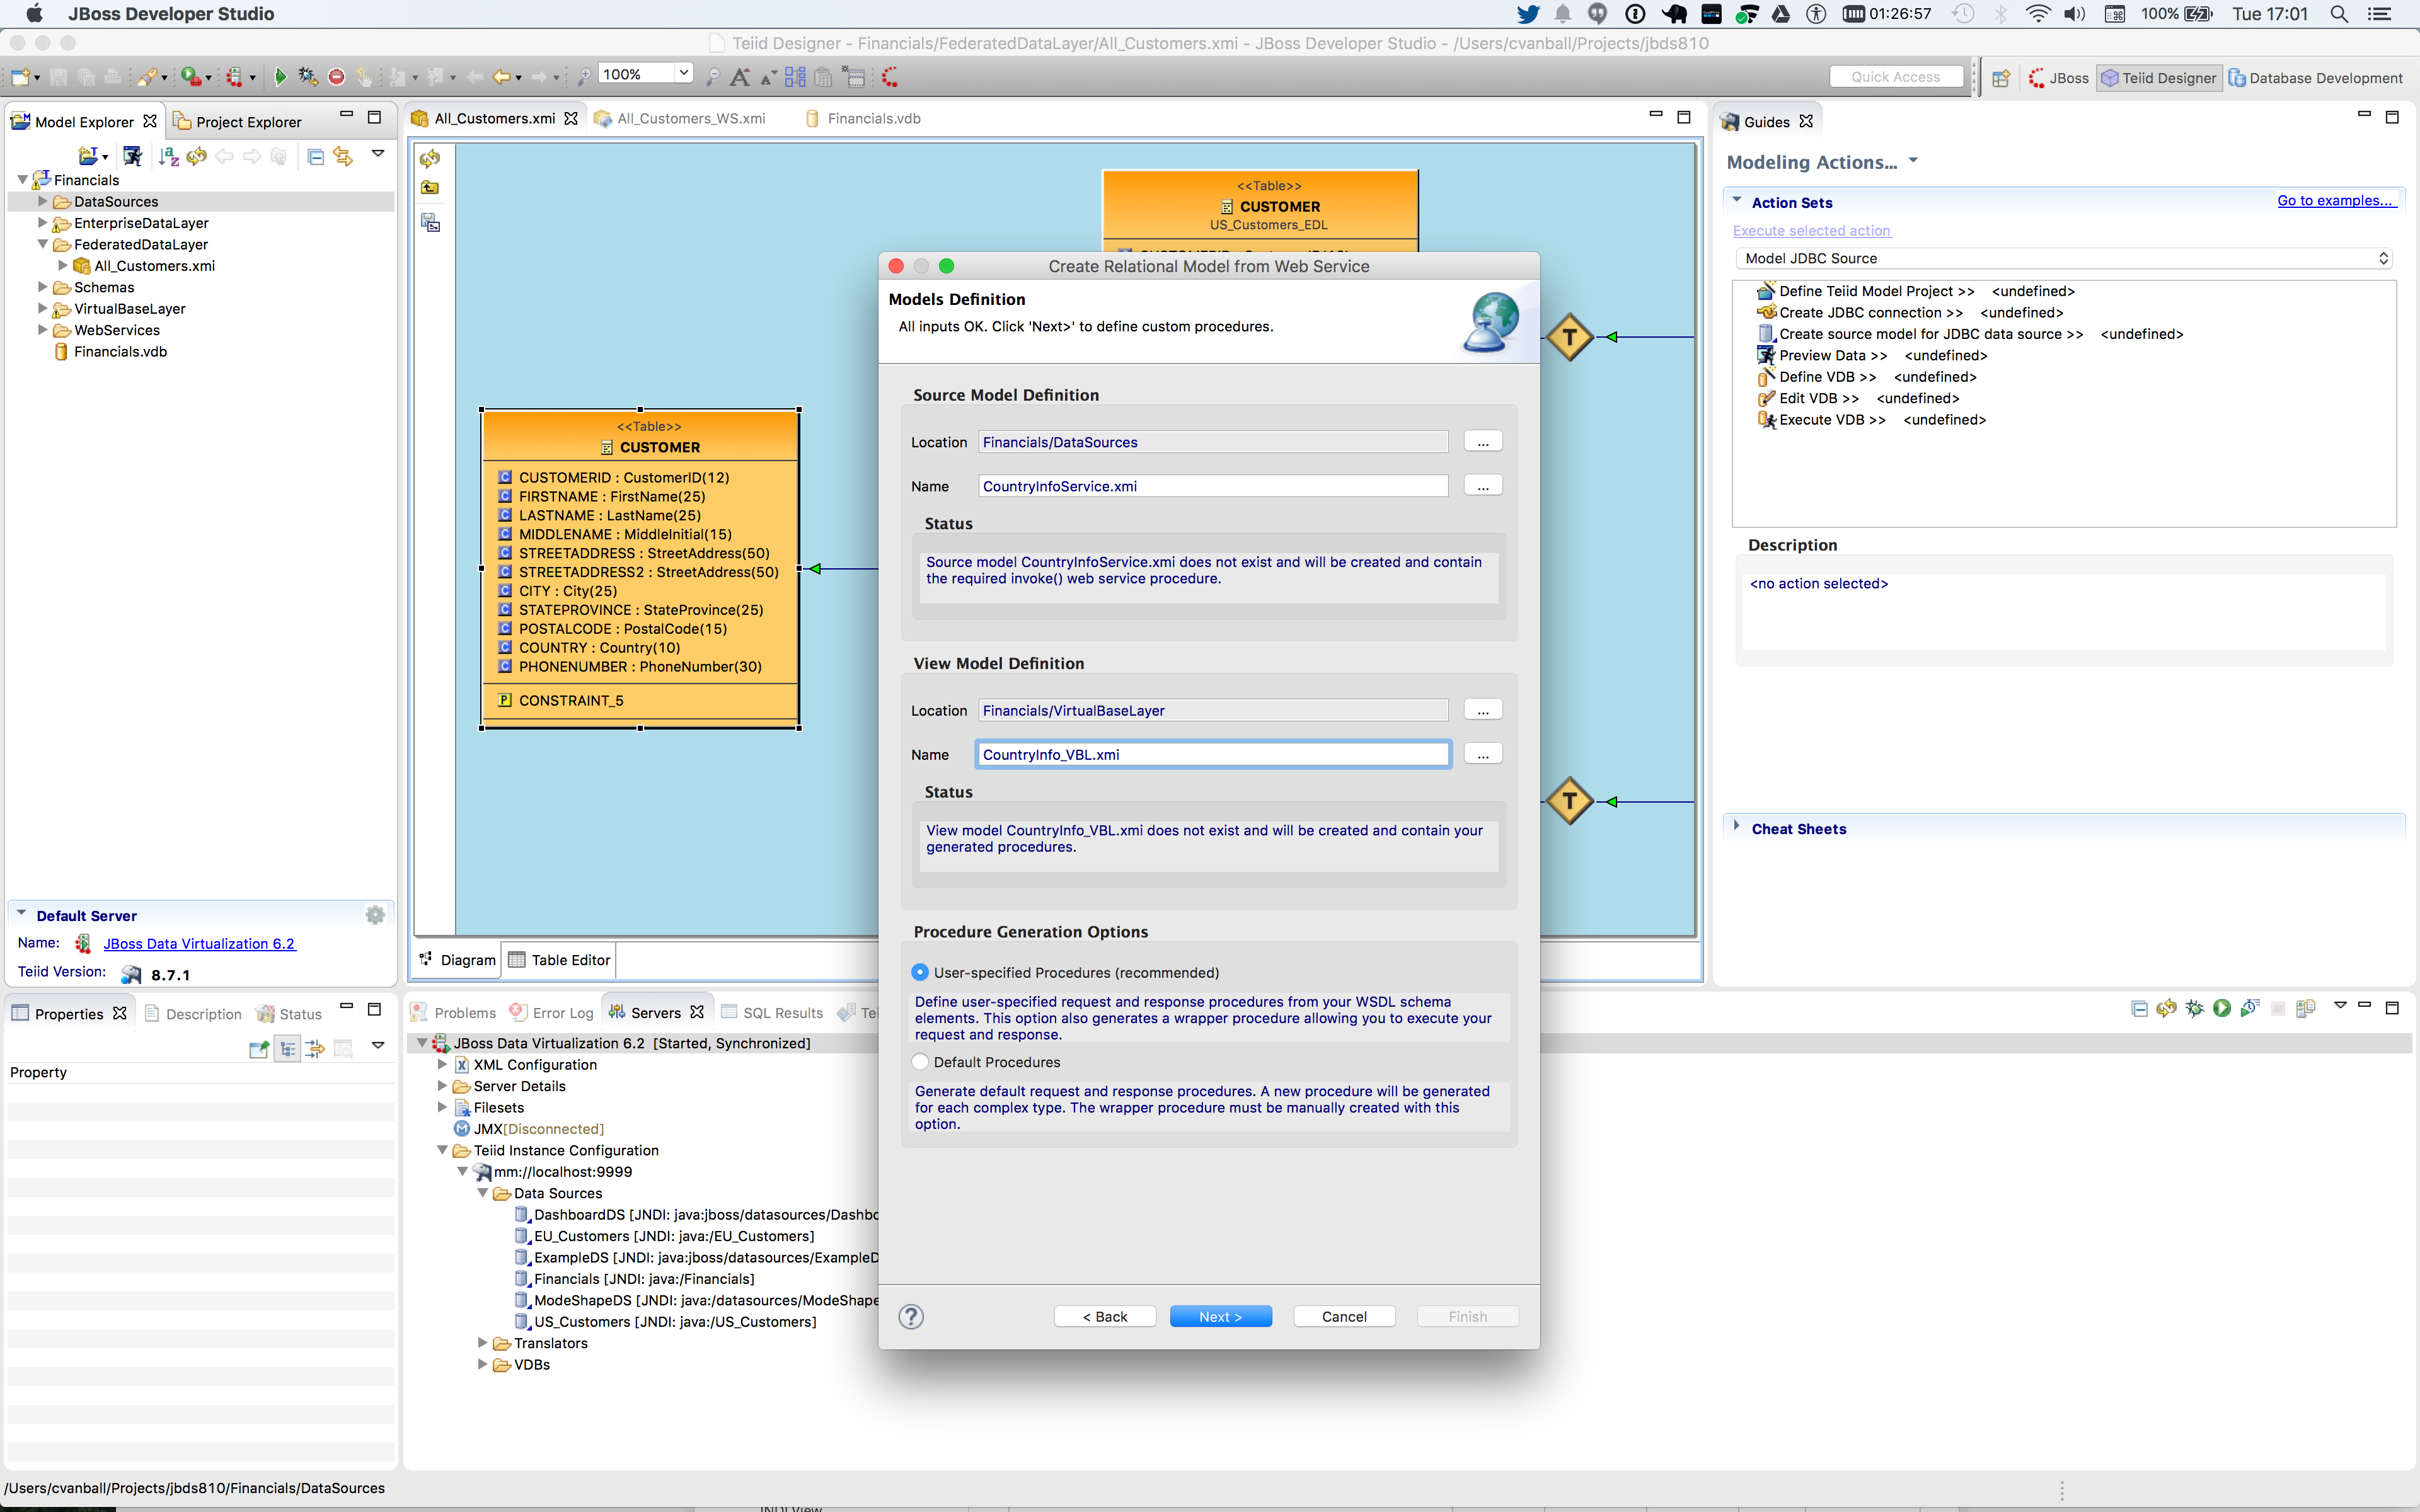 JBoss Developer Studio
01:26:57
100%
Tue 17:01
Teiid Designer - Financials/FederatedDataLayer/All_Customers.xmi - JBoss Developer Studio - /Users/cvanball/Projects/jbds810
100%
Quick Access
JBoss
Teiid Designer
Database Development
Model Explorer
Project Explorer
Financials
DataSources
EnterpriseDataLayer
FederatedDataLayer
All_Customers.xmi
Schemas
VirtualBaseLayer
WebServices
Financials.vdb
Default Server
Name: JBoss Data Virtualization 6.2
Teiid Version: 8.7.1
All_Customers.xmi
All_Customers_WS.xmi
Financials.vdb
<<Table>>
CUSTOMER
US_Customers_EDL
<<Table>>
CUSTOMER
CUSTOMERID : CustomerID(12)
FIRSTNAME : FirstName(25)
LASTNAME : LastName(25)
MIDDLENAME : MiddleInitial(15)
STREETADDRESS : StreetAddress(50)
STREETADDRESS2 : StreetAddress(50)
CITY : City(25)
STATEPROVINCE : StateProvince(25)
POSTALCODE : PostalCode(15)
COUNTRY : Country(10)
PHONENUMBER : PhoneNumber(30)
CONSTRAINT_5
T
T
Diagram
Table Editor
Create Relational Model from Web Service
Models Definition
All inputs OK. Click 'Next>' to define custom procedures.
Source Model Definition
Location Financials/DataSources ...
Name CountryInfoService.xmi ...
Status
Source model CountryInfoService.xmi does not exist and will be created and contain
the required invoke() web service procedure.
View Model Definition
Location Financials/VirtualBaseLayer ...
Name CountryInfo_VBL.xmi ...
Status
View model CountryInfo_VBL.xmi does not exist and will be created and contain your
generated procedures.
Procedure Generation Options
User-specified Procedures (recommended)
Define user-specified request and response procedures from your WSDL schema
elements. This option also generates a wrapper procedure allowing you to execute your
request and response.
Default Procedures
Generate default request and response procedures. A new procedure will be generated
for each complex type. The wrapper procedure must be manually created with this
option.
?
< Back
Next >
Cancel
Finish
Guides
Modeling Actions...
Action Sets
Go to examples...
Execute selected action
Model JDBC Source
Define Teiid Model Project >> <undefined>
Create JDBC connection >> <undefined>
Create source model for JDBC data source >> <undefined>
Preview Data >> <undefined>
Define VDB >> <undefined>
Edit VDB >> <undefined>
Execute VDB >> <undefined>
Description
<no action selected>
Cheat Sheets
Properties
Description
Status
Property
Problems
Error Log
Servers
SQL Results
Tei
JBoss Data Virtualization 6.2 [Started, Synchronized]
XML Configuration
Server Details
Filesets
JMX[Disconnected]
Teiid Instance Configuration
mm://localhost:9999
Data Sources
DashboardDS [JNDI: java:jboss/datasources/Dashbo
EU_Customers [JNDI: java:/EU_Customers]
ExampleDS [JNDI: java:jboss/datasources/ExampleD
Financials [JNDI: java:/Financials]
ModeShapeDS [JNDI: java:/datasources/ModeShape
US_Customers [JNDI: java:/US_Customers]
Translators
VDBs
/Users/cvanball/Projects/jbds810/Financials/DataSources